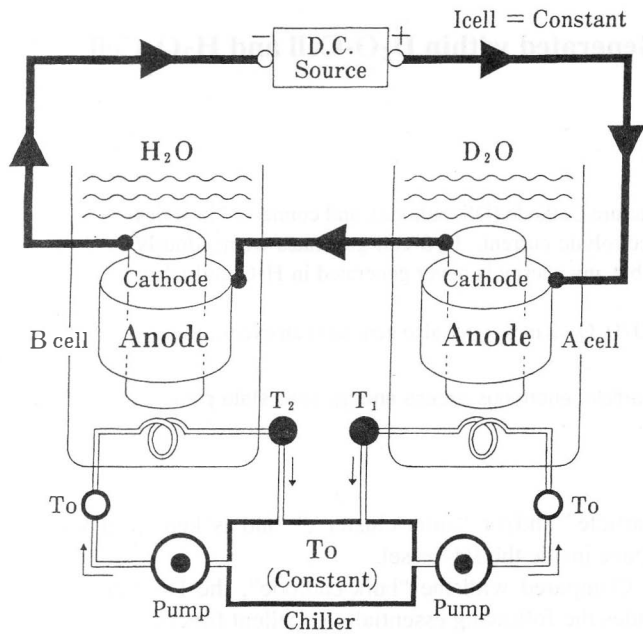 Icell = Constant
− D.C. +
Source
H₂O
D₂O
Cathode
Cathode
B cell
Anode
Anode
A cell
T₂
T₁
To
To
To
(Constant)
Pump
Chiller
Pump